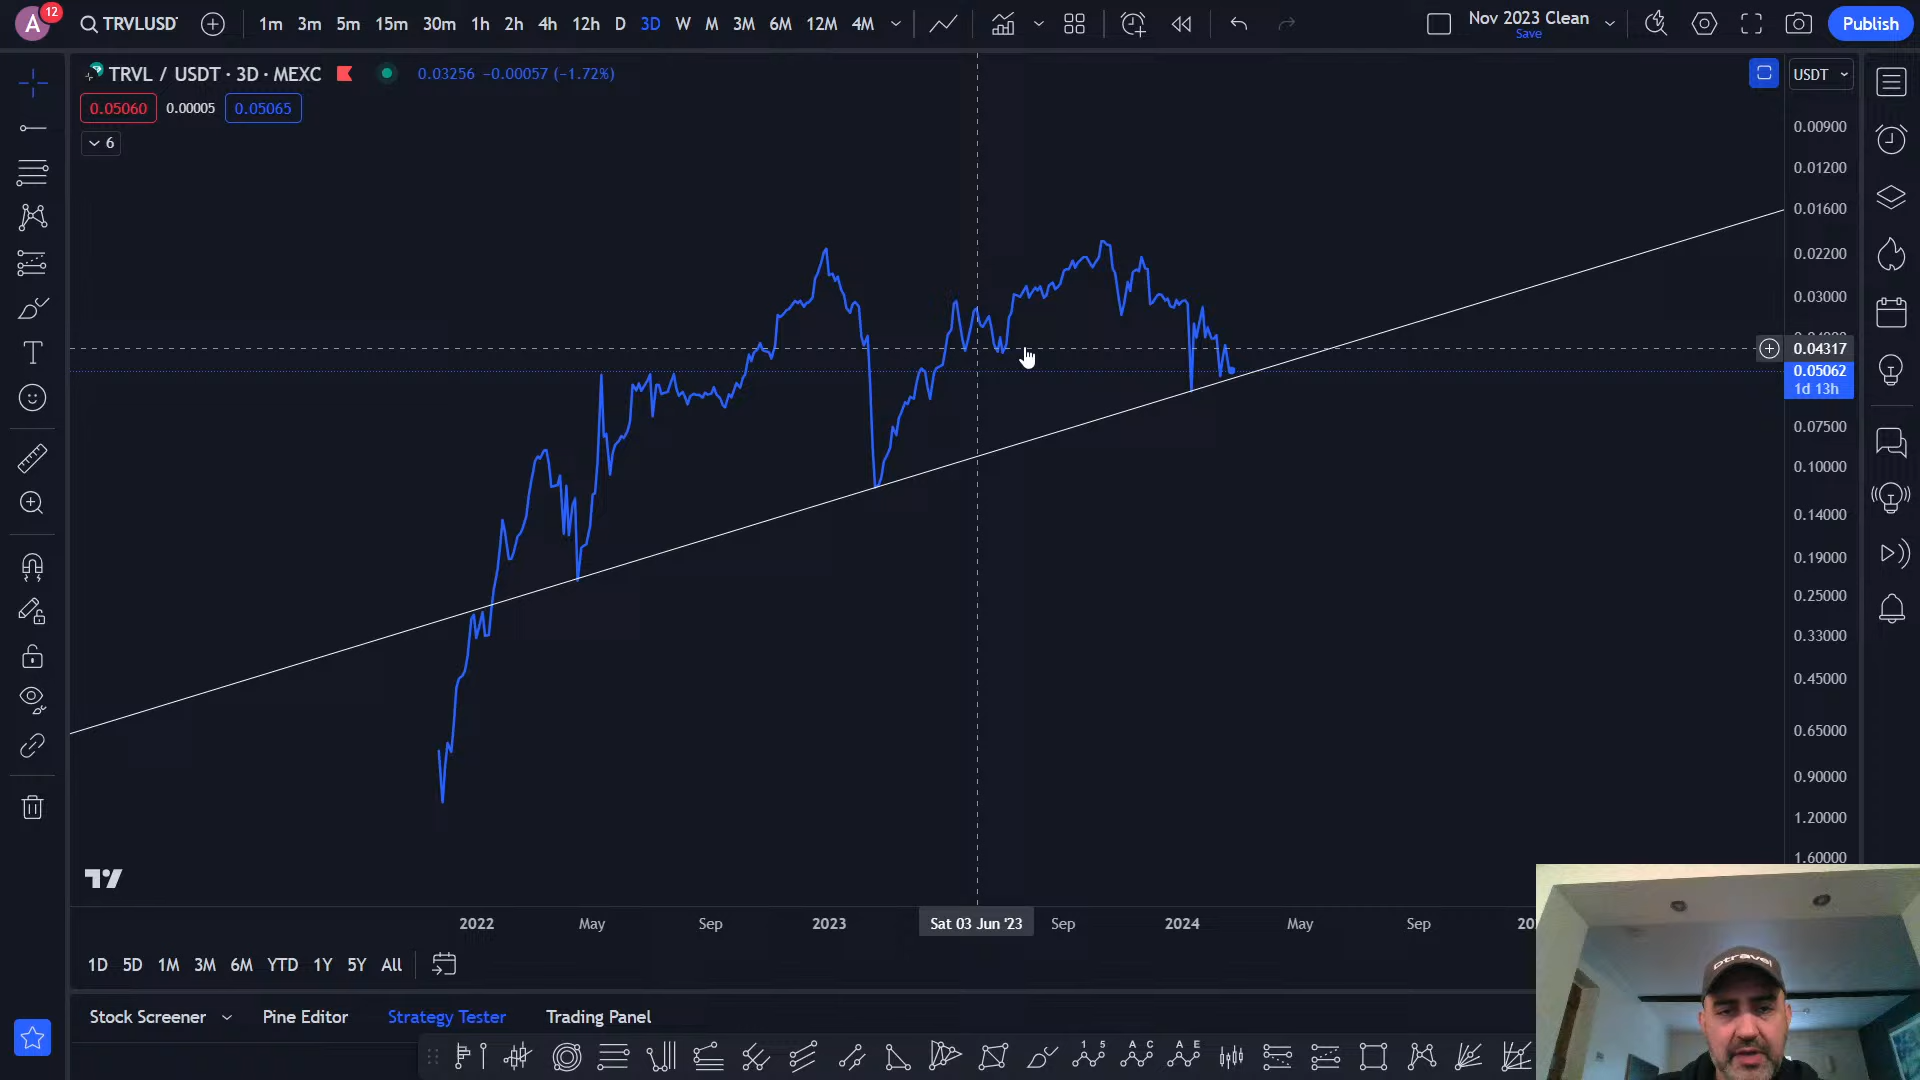 A
12
TRVLUSDT
1m 3m 5m 15m 30m 1h 2h 4h 12h D 3D W M 3M 6M 12M 4M
Nov 2023 Clean
Save
Publish
TRVL / USDT · 3D · MEXC
0.03256 −0.00057 (−1.72%)
USDT
0.05060
0.00005
0.05065
6
0.00900
0.01200
0.01600
0.02200
0.03000
0.04317
0.05062
1d 13h
0.07500
0.10000
0.14000
0.19000
0.25000
0.33000
0.45000
0.65000
0.90000
1.20000
1.60000
2022 May Sep 2023 Sat 03 Jun '23 Sep 2024 May Sep
1D 5D 1M 3M 6M YTD 1Y 5Y All
Stock Screener
Pine Editor
Strategy Tester
Trading Panel
1 5
A C
A E
Dtravel